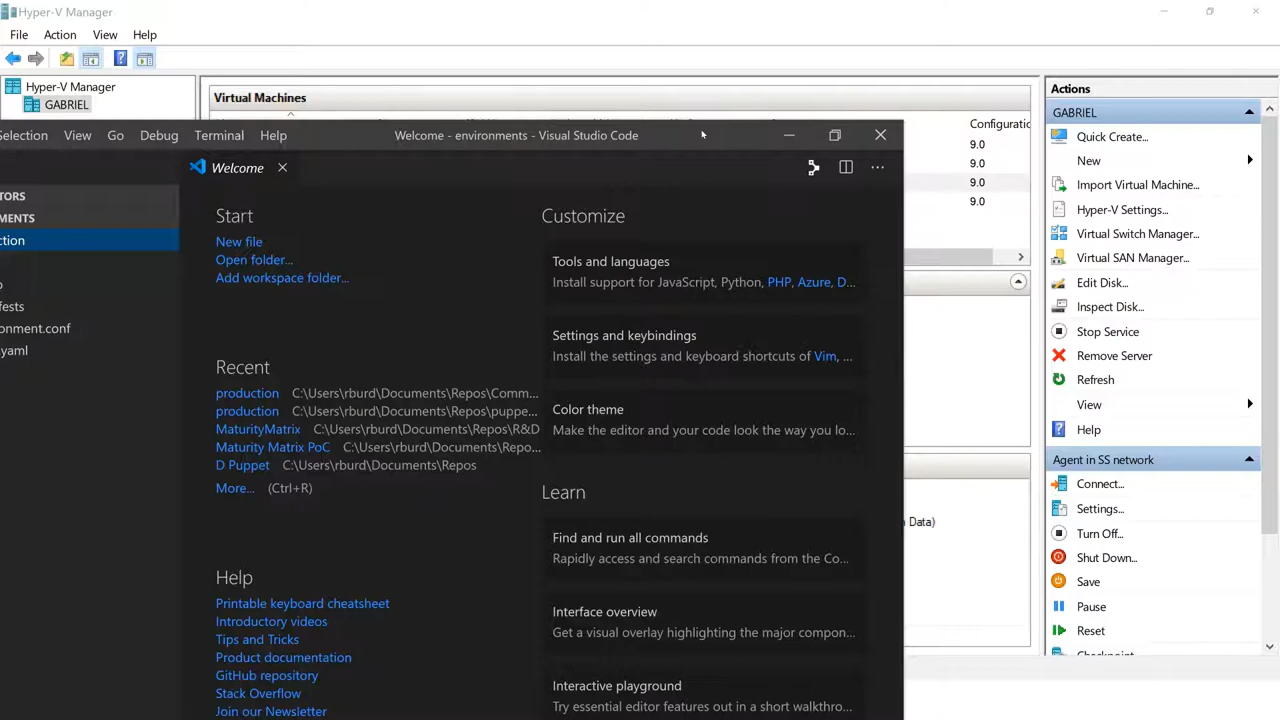 Hyper-V Manager
File Action View Help
Hyper-V Manager
GABRIEL
Virtual Machines
Configuratic
9.0
9.0
9.0
9.0
Data)
Selection View Go Debug Terminal Help
Welcome - environments - Visual Studio Code
TORS
MENTS
ction
ests
onment.conf
yaml
Welcome
Start
New file
Open folder...
Add workspace folder...
Recent
production C:\Users\rburd\Documents\Repos\Comm...
production C:\Users\rburd\Documents\Repos\puppe...
MaturityMatrix C:\Users\rburd\Documents\Repos\R&D
Maturity Matrix PoC C:\Users\rburd\Documents\Repo...
D Puppet C:\Users\rburd\Documents\Repos
More... (Ctrl+R)
Help
Printable keyboard cheatsheet
Introductory videos
Tips and Tricks
Product documentation
GitHub repository
Stack Overflow
Join our Newsletter
Customize
Tools and languages
Install support for JavaScript, Python, PHP, Azure, D...
Settings and keybindings
Install the settings and keyboard shortcuts of Vim, ...
Color theme
Make the editor and your code look the way you lo...
Learn
Find and run all commands
Rapidly access and search commands from the Co...
Interface overview
Get a visual overlay highlighting the major compon...
Interactive playground
Try essential editor features out in a short walkthro...
Actions
GABRIEL
Quick Create...
New
Import Virtual Machine...
Hyper-V Settings...
Virtual Switch Manager...
Virtual SAN Manager...
Edit Disk...
Inspect Disk...
Stop Service
Remove Server
Refresh
View
Help
Agent in SS network
Connect...
Settings...
Turn Off...
Shut Down...
Save
Pause
Reset